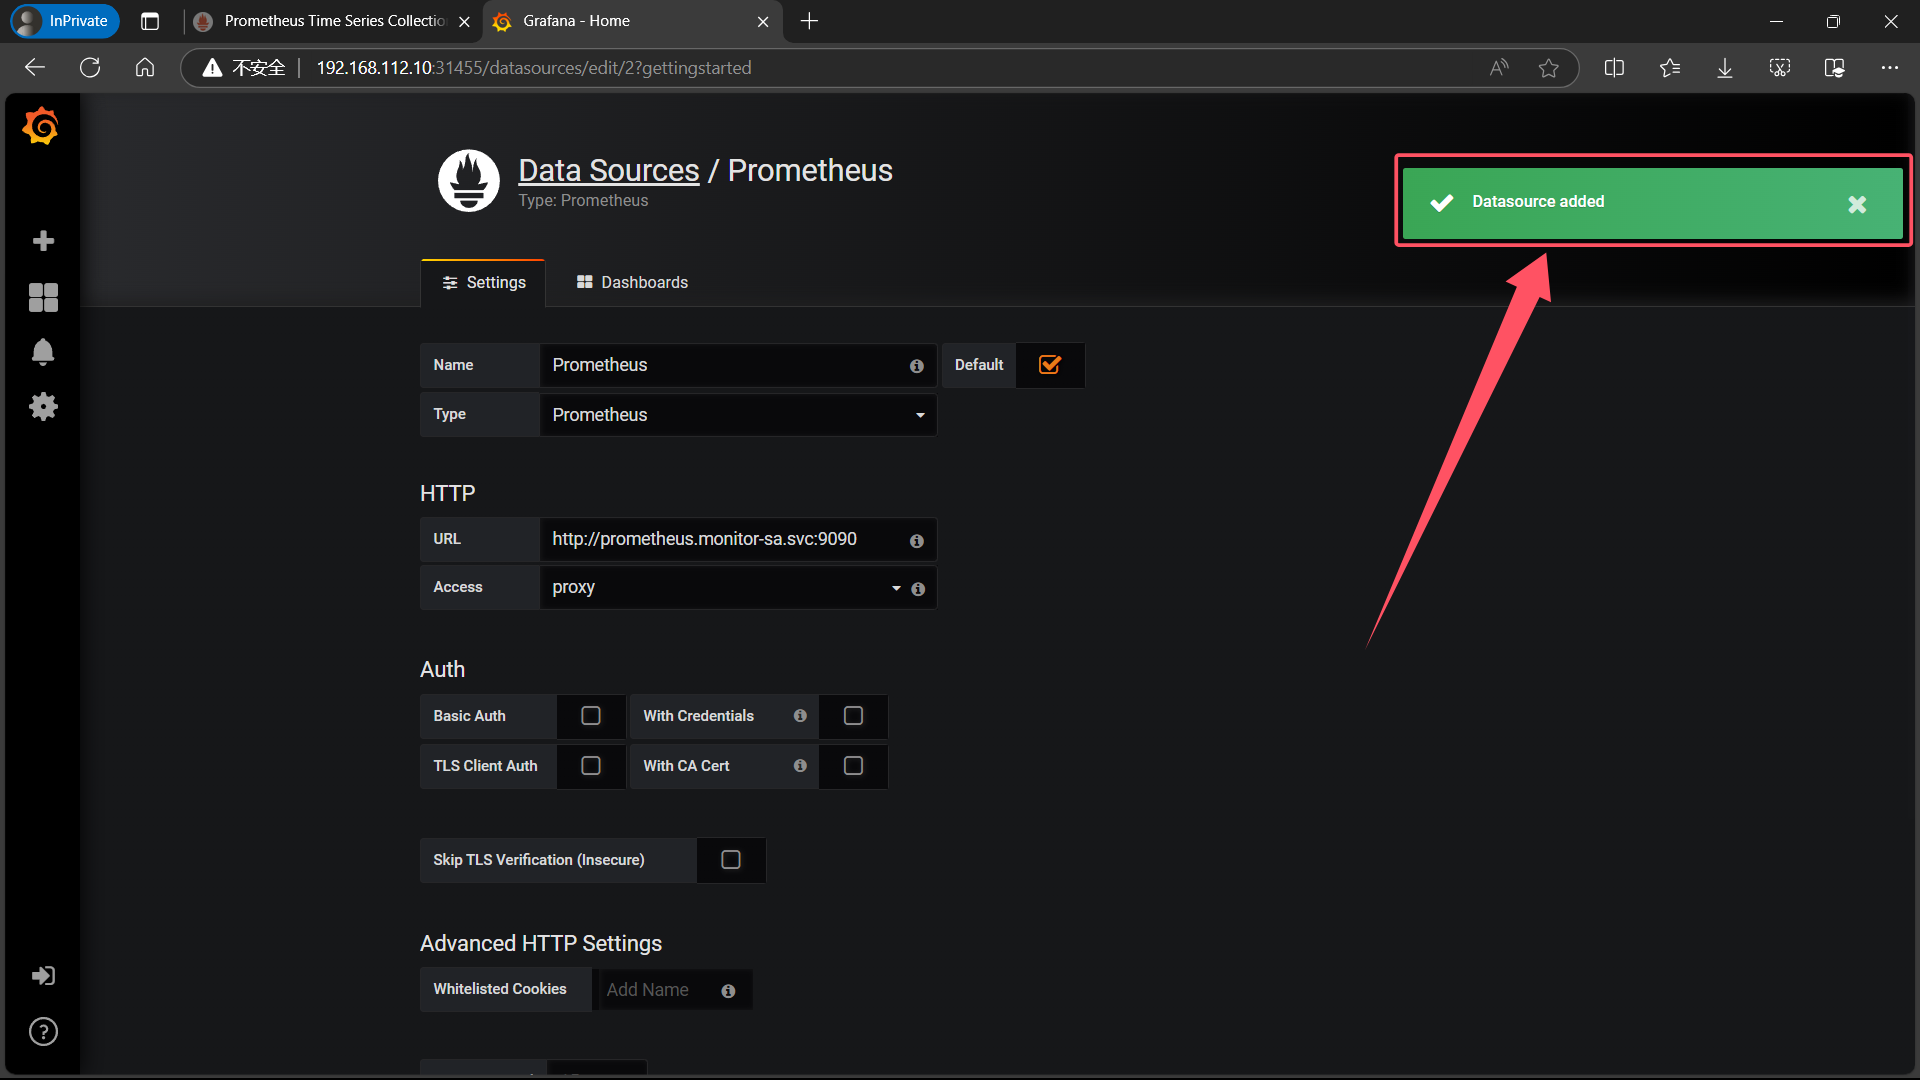 InPrivate
Prometheus Time Series Collectio
Grafana - Home
不安全
192.168.112.10:31455/datasources/edit/2?gettingstarted
Data Sources / Prometheus
Type: Prometheus
Datasource added
Settings
Dashboards
Name
Prometheus
Default
Type
Prometheus
HTTP
URL
http://prometheus.monitor-sa.svc:9090
Access
proxy
Auth
Basic Auth
With Credentials
TLS Client Auth
With CA Cert
Skip TLS Verification (Insecure)
Advanced HTTP Settings
Whitelisted Cookies
Add Name